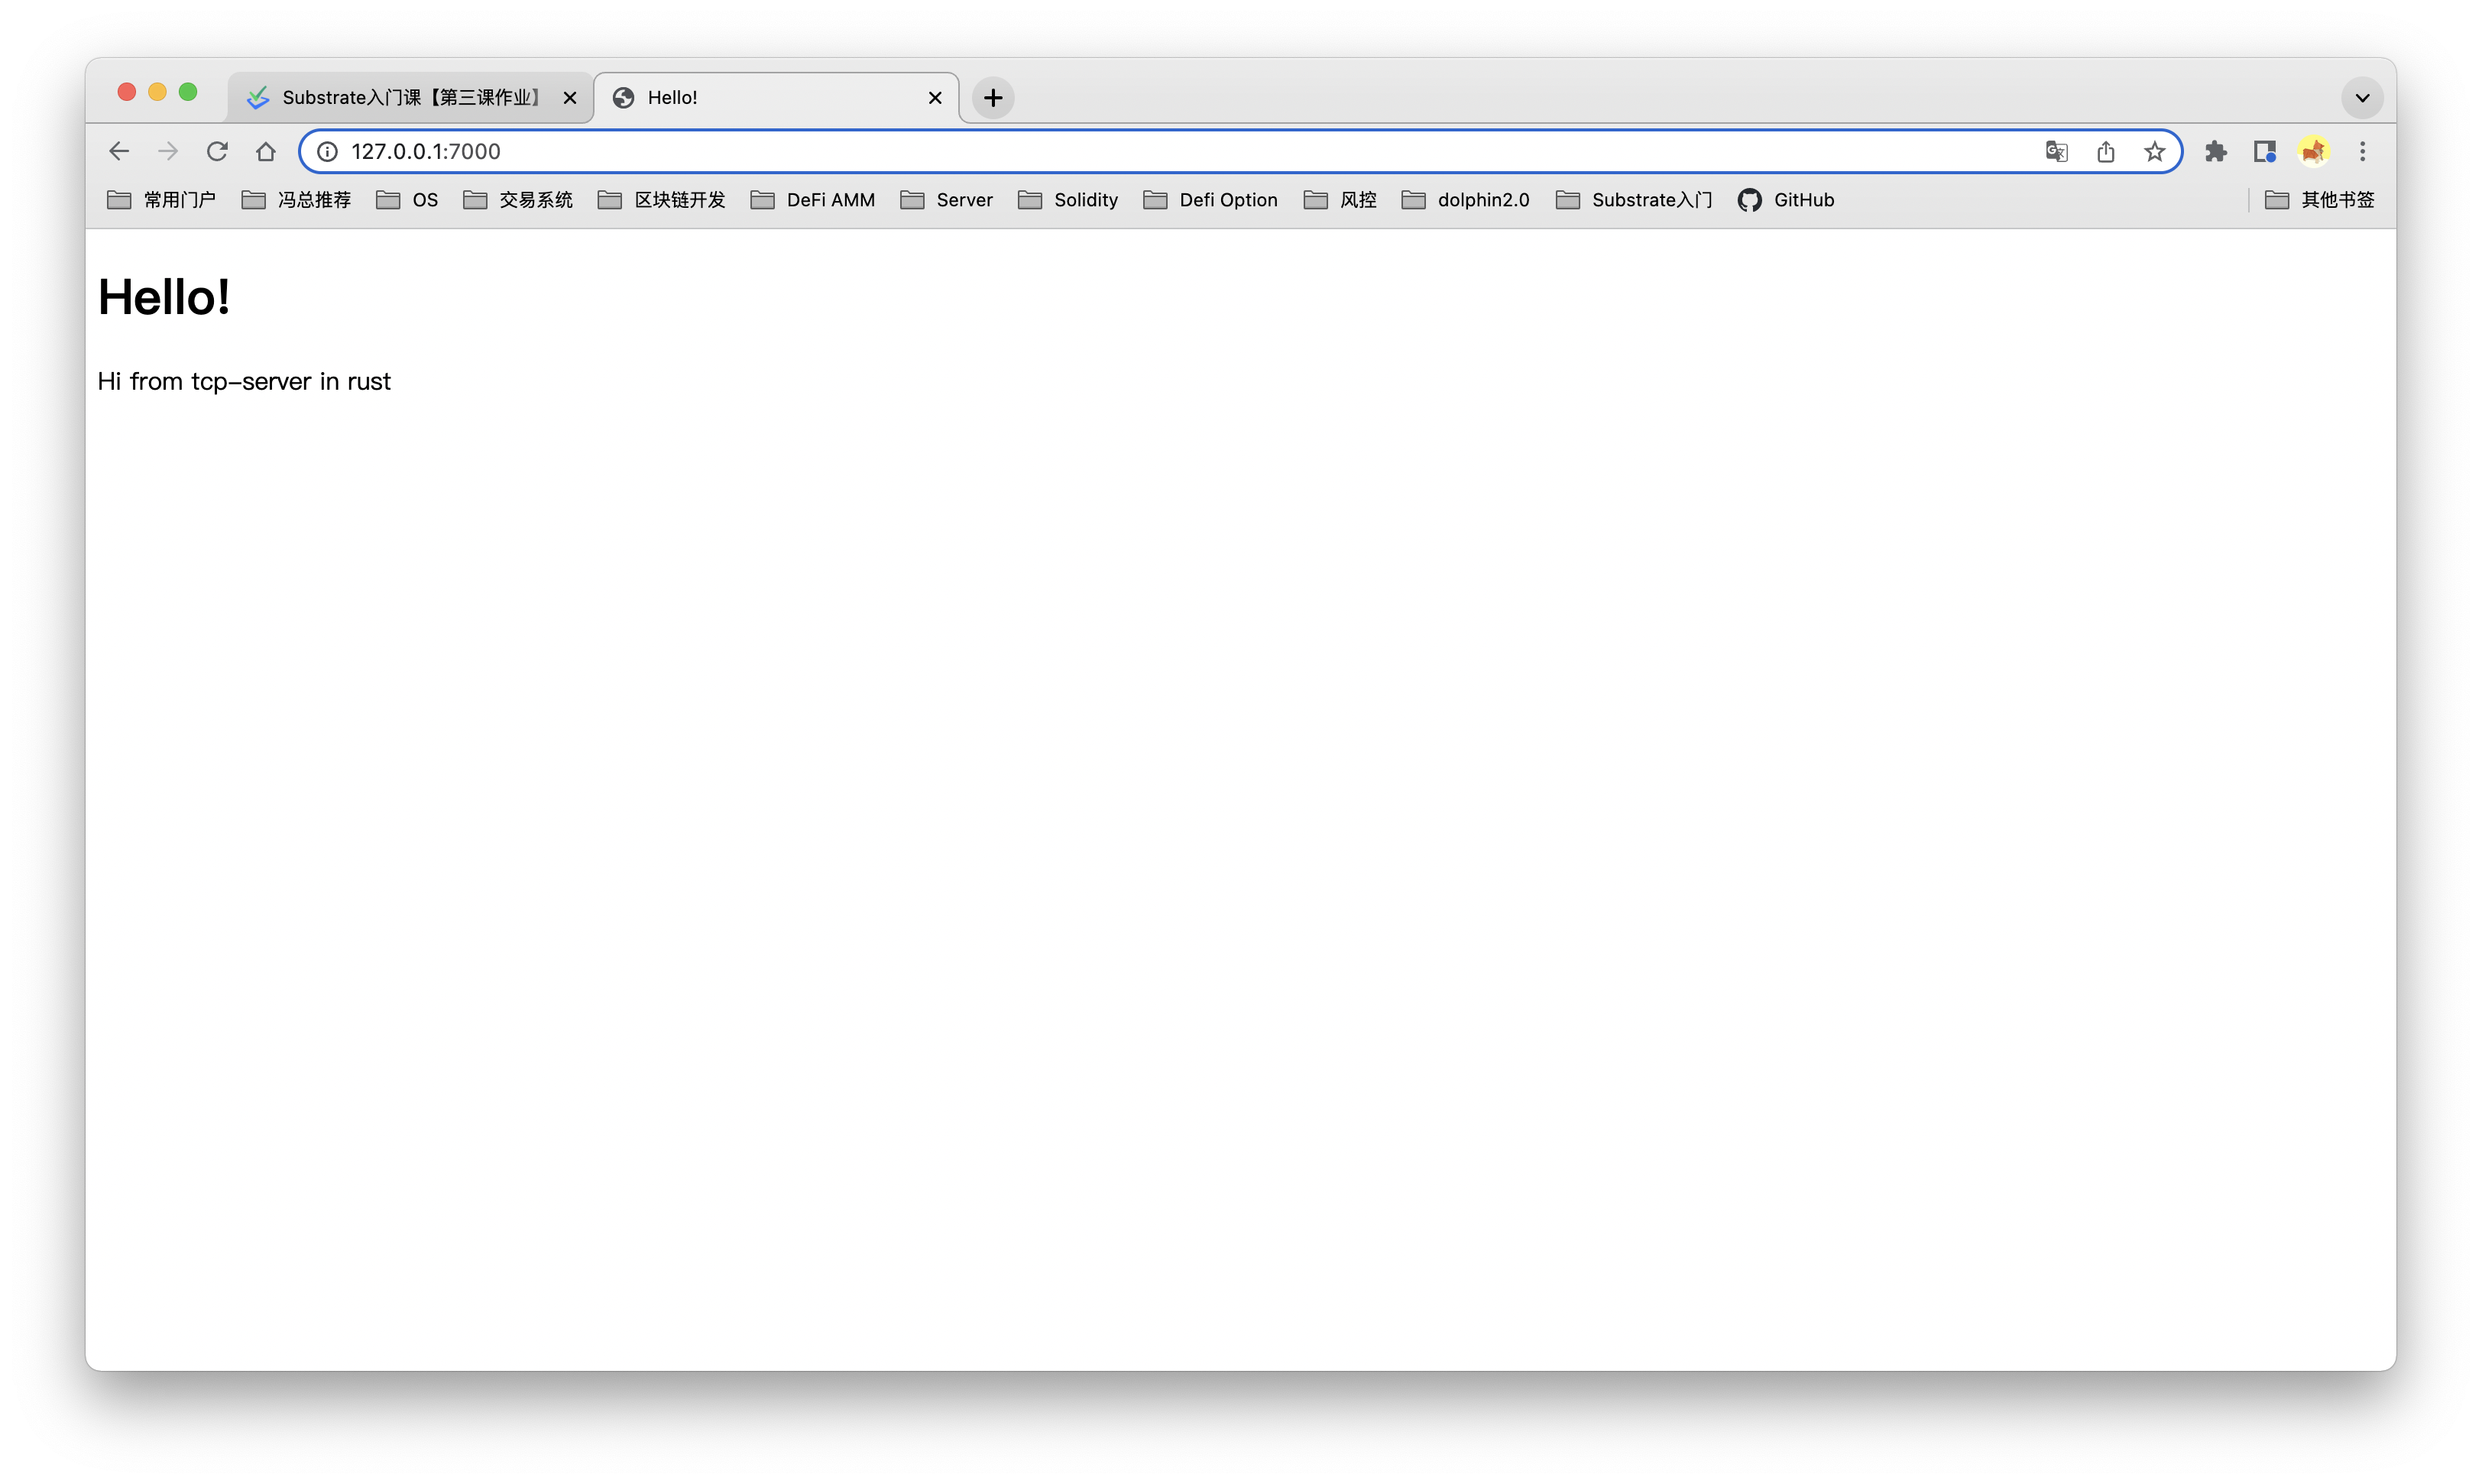 Substrate入门课【第三课作业】
Hello!
127.0.0.1:7000
常用门户 冯总推荐 OS 交易系统 区块链开发 DeFi AMM Server Solidity Defi Option 风控 dolphin2.0 Substrate入门 GitHub 其他书签
Hello!
Hi from tcp-server in rust